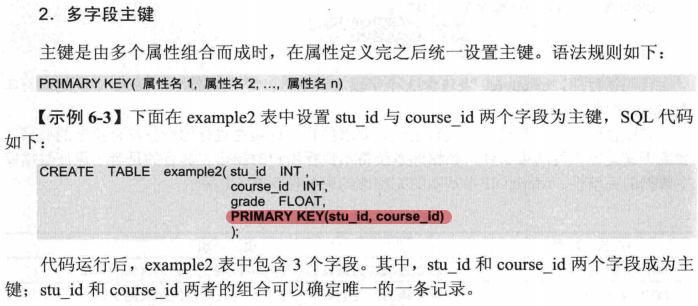 2．多字段主键
主键是由多个属性组合而成时，在属性定义完之后统一设置主键。语法规则如下：
PRIMARY KEY( 属性名 1, 属性名 2, …, 属性名 n)
【示例 6-3】下面在 example2 表中设置 stu_id 与 course_id 两个字段为主键，SQL 代码
如下：
CREATE TABLE example2( stu_id INT ,
course_id INT,
grade FLOAT,
PRIMARY KEY(stu_id, course_id)
);
代码运行后，example2 表中包含 3 个字段。其中，stu_id 和 course_id 两个字段成为主
键；stu_id 和 course_id 两者的组合可以确定唯一的一条记录。